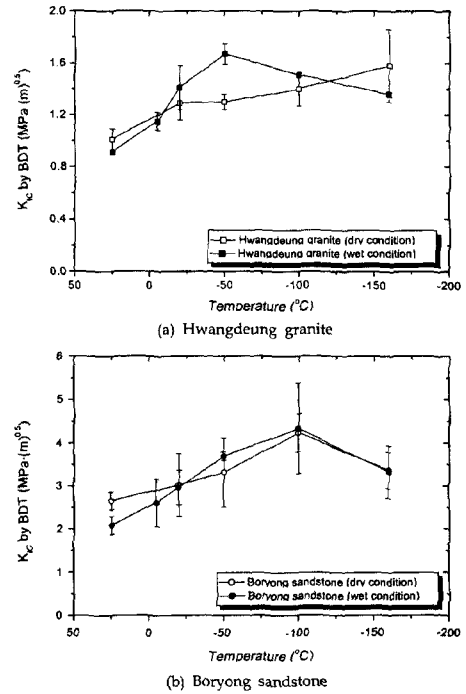 1.6
1.2
0.8
0.4
0.0
2.0
K_IC by BDT (MPa (m)^0.5)
Hwangdeung granite (dry condition)
Hwangdeung granite (wet condition)
50 0 -50 -100 -150 -200
Temperature (°C)
(a) Hwangdeung granite
6
5
4
3
2
1
0
K_IC by BDT (MPa·(m)^0.5)
Boryong sandstone (dry condition)
Boryong sandstone (wet condition)
50 0 -50 -100 -150 -200
Temperature (°C)
(b) Boryong sandstone